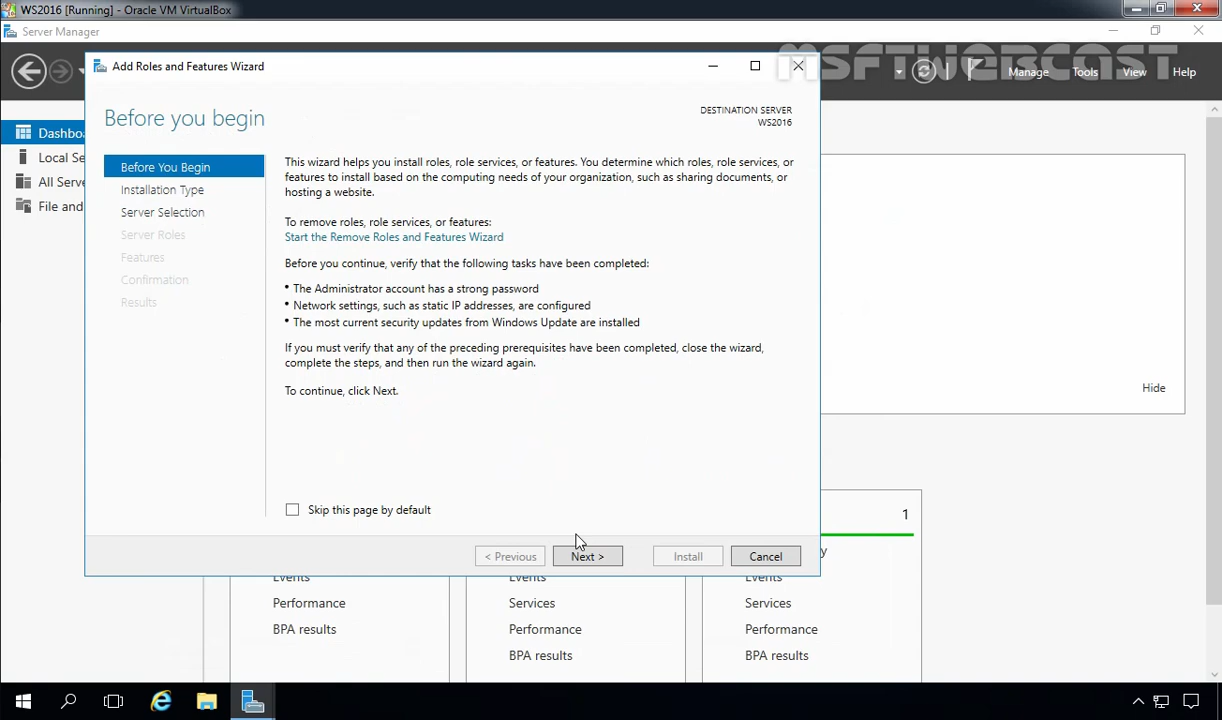 WS2016 [Running] - Oracle VM VirtualBox
Server Manager
MSFTWEBCAST
Manage Tools View Help
Add Roles and Features Wizard
Before you begin
DESTINATION SERVER
WS2016
Dashbo
Local Se
All Serve
File and
Before You Begin
Installation Type
Server Selection
Server Roles
Features
Confirmation
Results
This wizard helps you install roles, role services, or features. You determine which roles, role services, or
features to install based on the computing needs of your organization, such as sharing documents, or
hosting a website.
To remove roles, role services, or features:
Start the Remove Roles and Features Wizard
Before you continue, verify that the following tasks have been completed:
• The Administrator account has a strong password
• Network settings, such as static IP addresses, are configured
• The most current security updates from Windows Update are installed
If you must verify that any of the preceding prerequisites have been completed, close the wizard,
complete the steps, and then run the wizard again.
To continue, click Next.
Skip this page by default
< Previous Next > Install Cancel
Hide
1
y
Events Events Events
Performance Services Services
BPA results Performance Performance
BPA results BPA results